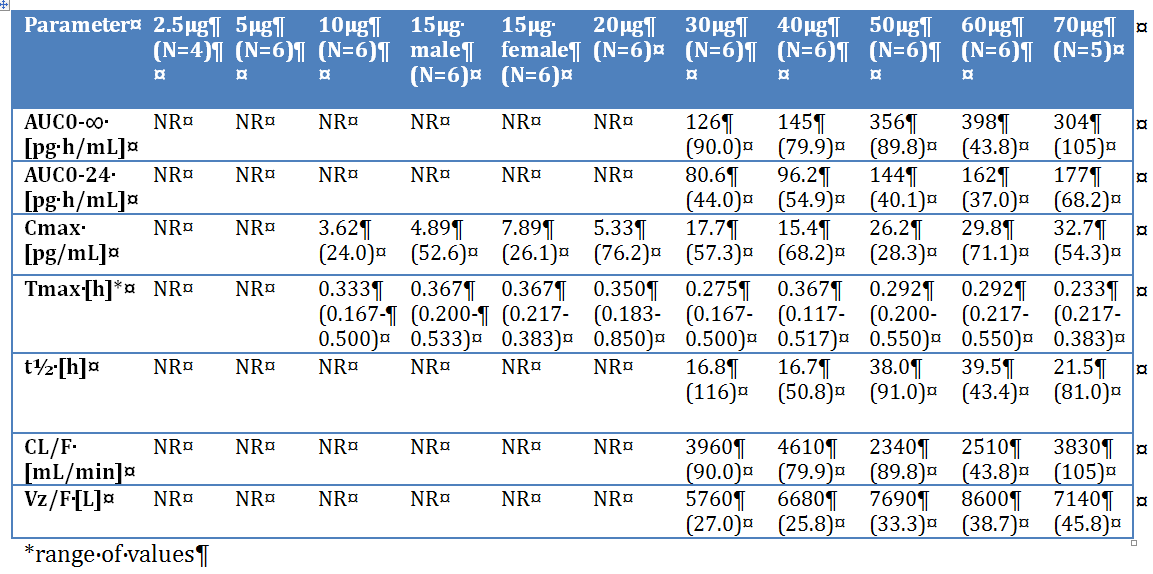 Parameter¤ 2.5µg¶ 5µg¶ 10µg¶ 15µg· 15µg· 20µg¶ 30µg¶ 40µg¶ 50µg¶ 60µg¶ 70µg¶ ¤
(N=4)¶ (N=6)¶ (N=6)¶ male¶ female¶ (N=6)¤ (N=6)¶ (N=6)¶ (N=6)¶ (N=6)¶ (N=5)¤
¤ ¤ ¤ (N=6)¤ (N=6)¤ ¤ ¤ ¤ ¤
AUC0-∞· NR¤ NR¤ NR¤ NR¤ NR¤ NR¤ 126¶ 145¶ 356¶ 398¶ 304¶ ¤
[pg·h/mL]¤ (90.0)¤ (79.9)¤ (89.8)¤ (43.8)¤ (105)¤
AUC0-24· NR¤ NR¤ NR¤ NR¤ NR¤ NR¤ 80.6¶ 96.2¶ 144¶ 162¶ 177¶ ¤
[pg·h/mL]¤ (44.0)¤ (54.9)¤ (40.1)¤ (37.0)¤ (68.2)¤
Cmax· NR¤ NR¤ 3.62¶ 4.89¶ 7.89¶ 5.33¶ 17.7¶ 15.4¶ 26.2¶ 29.8¶ 32.7¶ ¤
[pg/mL]¤ (24.0)¤ (52.6)¤ (26.1)¤ (76.2)¤ (57.3)¤ (68.2)¤ (28.3)¤ (71.1)¤ (54.3)¤
Tmax·[h]*¤ NR¤ NR¤ 0.333¶ 0.367¶ 0.367¶ 0.350¶ 0.275¶ 0.367¶ 0.292¶ 0.292¶ 0.233¶ ¤
(0.167-¶ (0.200-¶ (0.217- (0.183- (0.167- (0.117- (0.200- (0.217- (0.217-
0.500)¤ 0.533)¤ 0.383)¤ 0.850)¤ 0.500)¤ 0.517)¤ 0.550)¤ 0.550)¤ 0.383)¤
t½·[h]¤ NR¤ NR¤ NR¤ NR¤ NR¤ NR¤ 16.8¶ 16.7¶ 38.0¶ 39.5¶ 21.5¶ ¤
(116)¤ (50.8)¤ (91.0)¤ (43.4)¤ (81.0)¤
CL/F· NR¤ NR¤ NR¤ NR¤ NR¤ NR¤ 3960¶ 4610¶ 2340¶ 2510¶ 3830¶ ¤
[mL/min]¤ (90.0)¤ (79.9)¤ (89.8)¤ (43.8)¤ (105)¤
Vz/F·[L]¤ NR¤ NR¤ NR¤ NR¤ NR¤ NR¤ 5760¶ 6680¶ 7690¶ 8600¶ 7140¶ ¤
(27.0)¤ (25.8)¤ (33.3)¤ (38.7)¤ (45.8)¤
*range·of·values¶